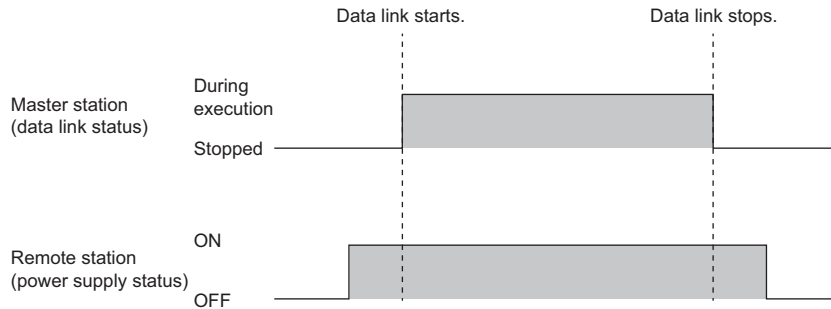 Data link starts.
Data link stops.
During
execution
Master station
(data link status)
Stopped
ON
Remote station
(power supply status)
OFF